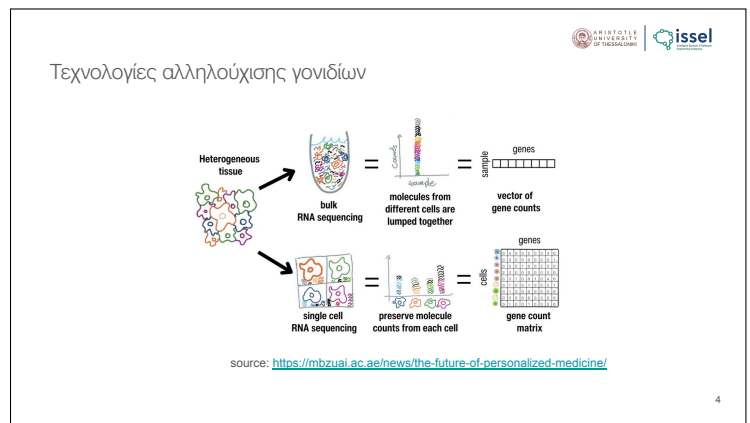 ARISTOTLE
UNIVERSITY
OF THESSALONIKI
issel
Τεχνολογίες αλληλούχισης γονιδίων
Heterogeneous
tissue
bulk
RNA sequencing
=
counts
sample
molecules from
different cells are
lumped together
=
sample
genes
vector of
gene counts
single cell
RNA sequencing
=
preserve molecule
counts from each cell
=
cells
genes
gene count
matrix
source: https://mbzuai.ac.ae/news/the-future-of-personalized-medicine/
4